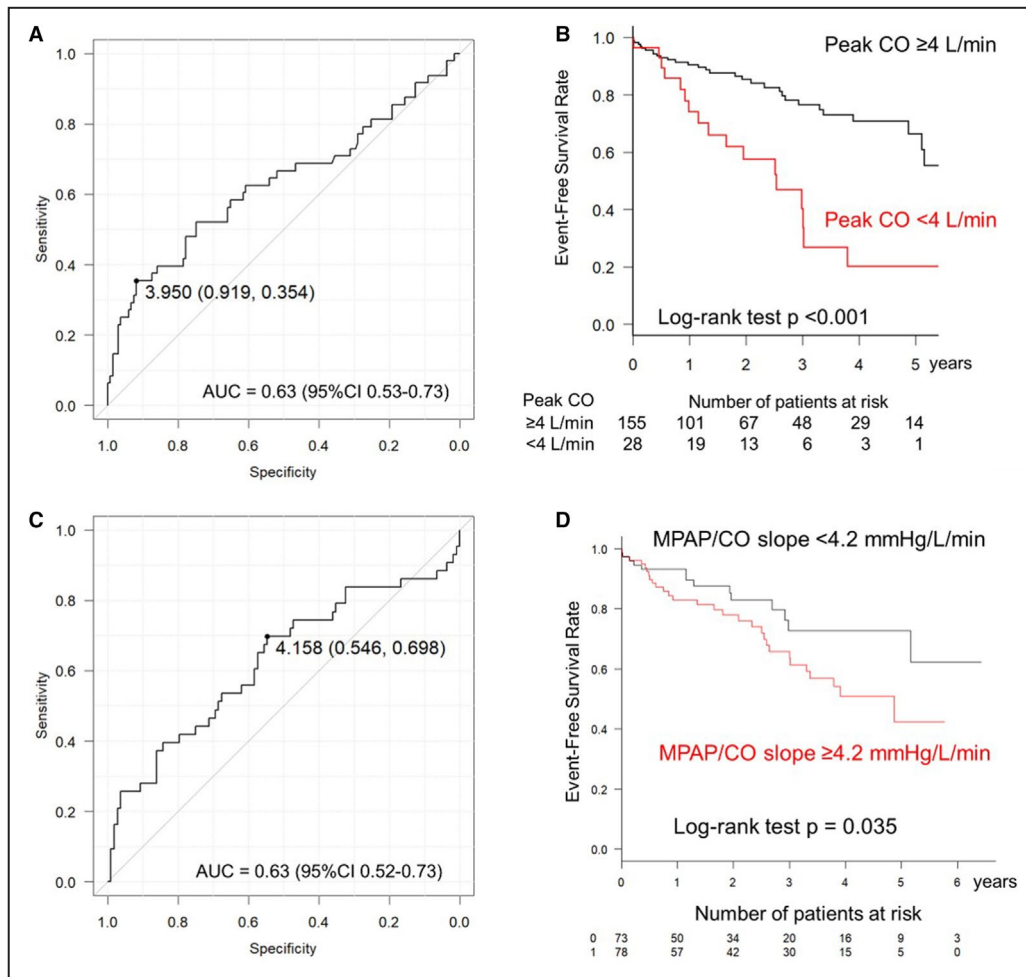 A
1.0
0.8
0.6
0.4
0.2
0.0
Sensitivity
3.950 (0.919, 0.354)
AUC = 0.63 (95%CI 0.53-0.73)
1.0 0.8 0.6 0.4 0.2 0.0
Specificity
B
1.0
0.8
0.6
0.4
0.2
0.0
Event-Free Survival Rate
Peak CO ≥4 L/min
Peak CO <4 L/min
Log-rank test p <0.001
0 1 2 3 4 5 years
Peak CO Number of patients at risk
≥4 L/min 155 101 67 48 29 14
<4 L/min 28 19 13 6 3 1
C
1.0
0.8
0.6
0.4
0.2
0.0
Sensitivity
4.158 (0.546, 0.698)
AUC = 0.63 (95%CI 0.52-0.73)
1.0 0.8 0.6 0.4 0.2 0.0
Specificity
D
1.0
0.8
0.6
0.4
0.2
0.0
Event-Free Survival Rate
MPAP/CO slope <4.2 mmHg/L/min
MPAP/CO slope ≥4.2 mmHg/L/min
Log-rank test p = 0.035
0 1 2 3 4 5 6 years
Number of patients at risk
0 73 50 34 20 16 9 3
1 78 57 42 30 15 5 0